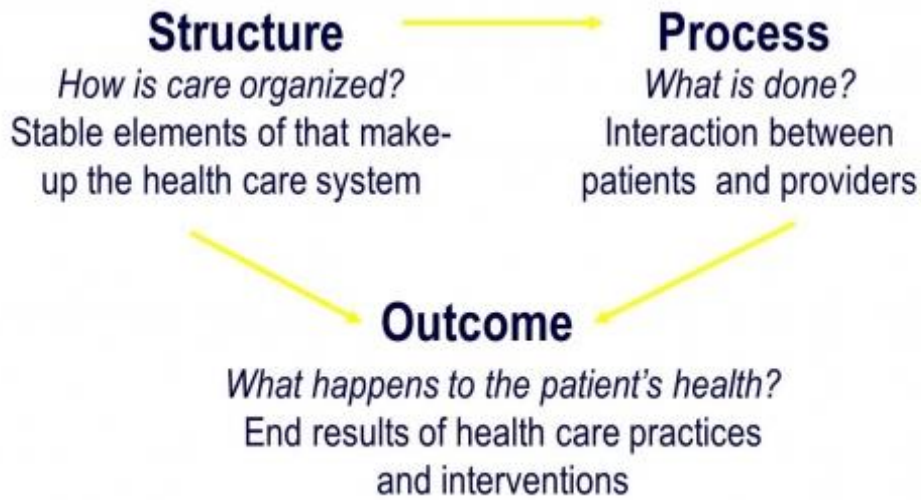 Structure
How is care organized?
Stable elements of that make-
up the health care system
Process
What is done?
Interaction between
patients and providers
Outcome
What happens to the patient's health?
End results of health care practices
and interventions